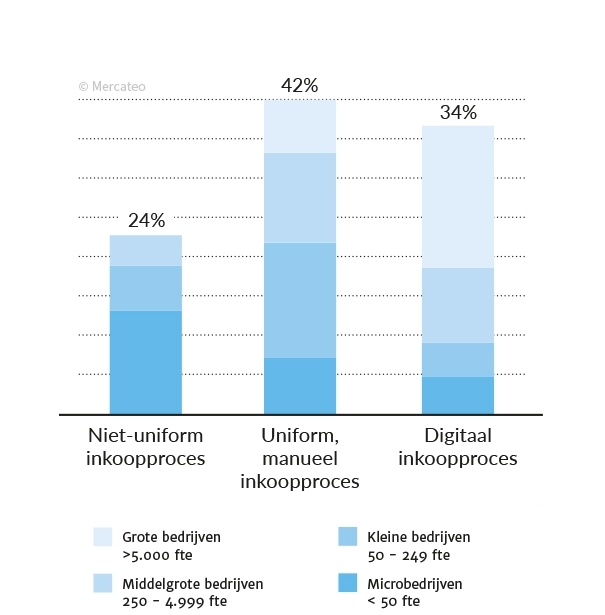 © Mercateo
42%
34%
24%
Niet-uniform
inkoopproces
Uniform,
manueel
inkoopproces
Digitaal
inkoopproces
Grote bedrijven
>5.000 fte
Kleine bedrijven
50 – 249 fte
Middelgrote bedrijven
250 – 4.999 fte
Microbedrijven
< 50 fte